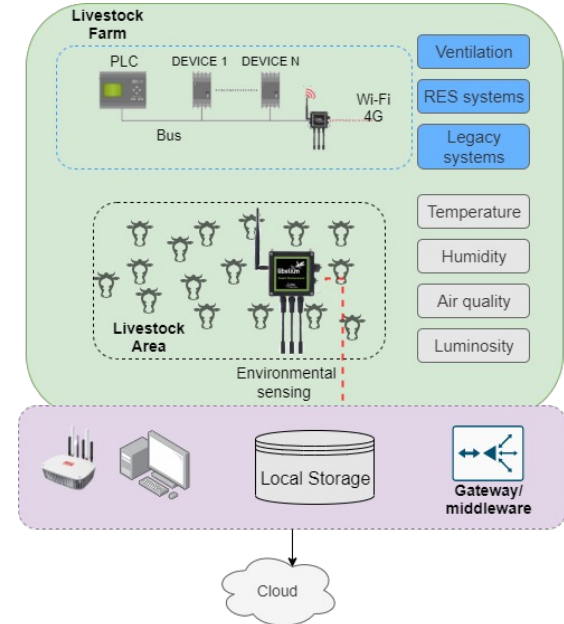 Livestock
Farm
PLC
DEVICE 1
DEVICE N
Wi-Fi
4G
Bus
Ventilation
RES systems
Legacy
systems
Temperature
Humidity
Air quality
Luminosity
libelium
Livestock
Area
Environmental
sensing
Local Storage
Gateway/
middleware
Cloud